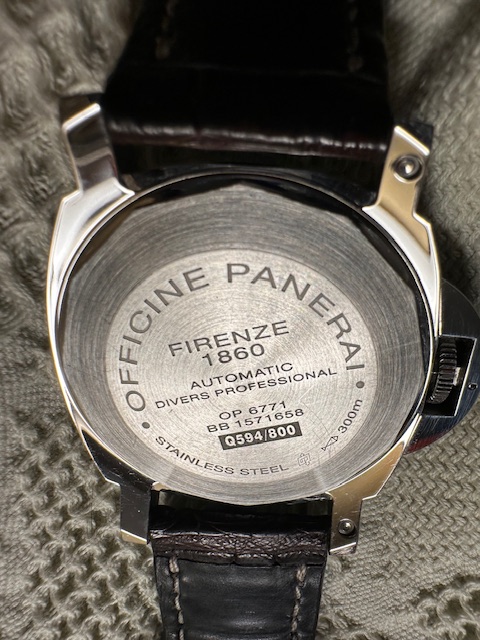 OFFICINE PANERAI
FIRENZE
1860
AUTOMATIC
DIVERS PROFESSIONAL
OP 6771
BB 1571658
Q594/800
STAINLESS STEEL
300m